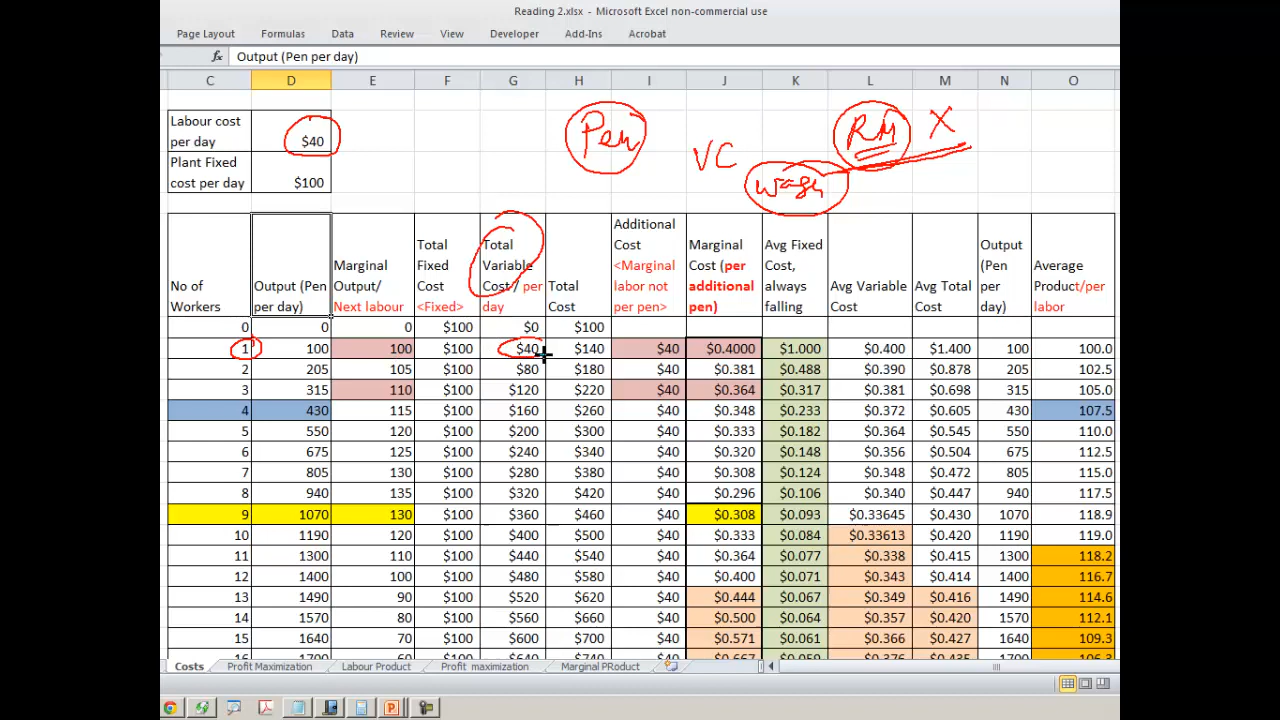 Reading 2.xlsx - Microsoft Excel non-commercial use
Page Layout Formulas Data Review View Developer Add-Ins Acrobat
fx Output (Pen per day)
C D E F G H I J K L M N O
Labour cost per day $40
Plant Fixed cost per day $100
Pen
VC
RM X
No of Workers
Output (Pen per day)
Marginal Output/ Next labour
Total Fixed Cost <Fixed>
Total Variable Cost/ per day
Total Cost
Additional Cost <Marginal labor not per pen>
Marginal Cost (per additional pen)
Avg Fixed Cost, always falling
Avg Variable Cost
Avg Total Cost
Output (Pen per day)
Average Product/per labor
0 0 0 $100 $0 $100
1 100 100 $100 $40 $140 $40 $0.4000 $1.000 $0.400 $1.400 100 100.0
2 205 105 $100 $80 $180 $40 $0.381 $0.488 $0.390 $0.878 205 102.5
3 315 110 $100 $120 $220 $40 $0.364 $0.317 $0.381 $0.698 315 105.0
4 430 115 $100 $160 $260 $40 $0.348 $0.233 $0.372 $0.605 430 107.5
5 550 120 $100 $200 $300 $40 $0.333 $0.182 $0.364 $0.545 550 110.0
6 675 125 $100 $240 $340 $40 $0.320 $0.148 $0.356 $0.504 675 112.5
7 805 130 $100 $280 $380 $40 $0.308 $0.124 $0.348 $0.472 805 115.0
8 940 135 $100 $320 $420 $40 $0.296 $0.106 $0.340 $0.447 940 117.5
9 1070 130 $100 $360 $460 $40 $0.308 $0.093 $0.33645 $0.430 1070 118.9
10 1190 120 $100 $400 $500 $40 $0.333 $0.084 $0.33613 $0.420 1190 119.0
11 1300 110 $100 $440 $540 $40 $0.364 $0.077 $0.338 $0.415 1300 118.2
12 1400 100 $100 $480 $580 $40 $0.400 $0.071 $0.343 $0.414 1400 116.7
13 1490 90 $100 $520 $620 $40 $0.444 $0.067 $0.349 $0.416 1490 114.6
14 1570 80 $100 $560 $660 $40 $0.500 $0.064 $0.357 $0.420 1570 112.1
15 1640 70 $100 $600 $700 $40 $0.571 $0.061 $0.366 $0.427 1640 109.3
Costs Profit Maximization Labour Product Profit maximization Marginal PRoduct